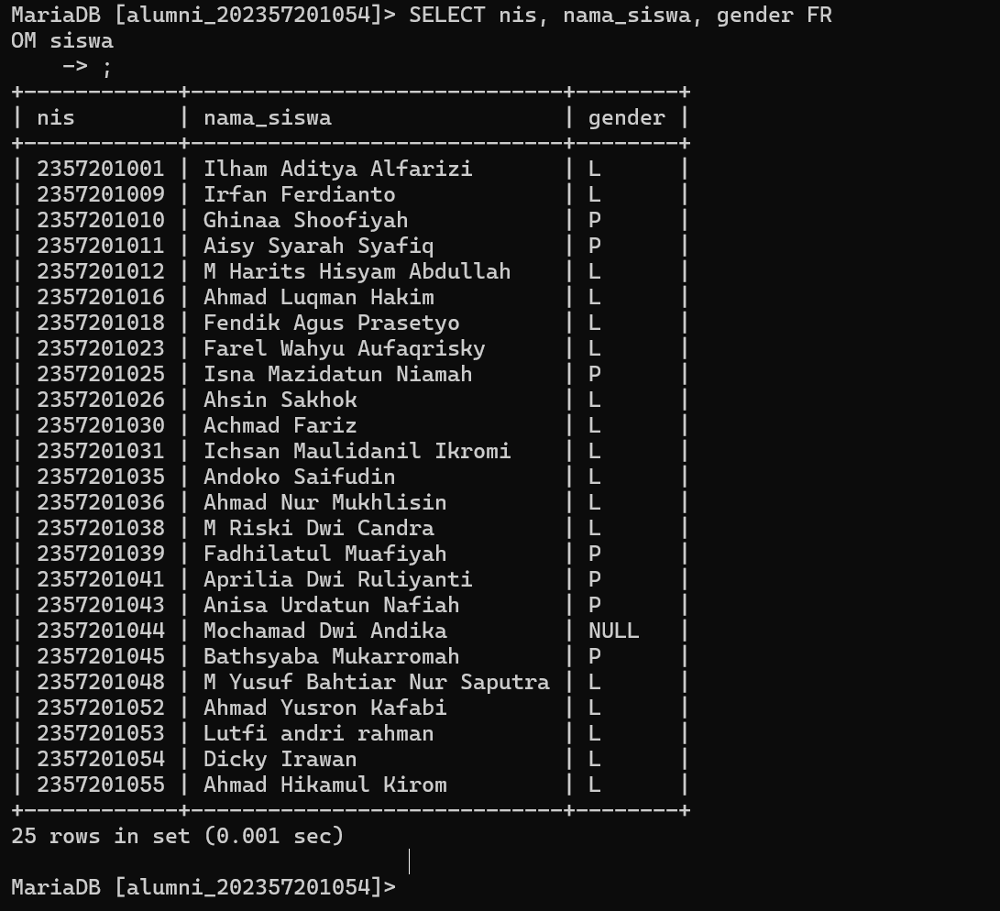 MariaDB [alumni_202357201054]> SELECT nis, nama_siswa, gender FR
OM siswa
    -> ;
+------------+-----------------------------+--------+
| nis        | nama_siswa                  | gender |
+------------+-----------------------------+--------+
| 2357201001 | Ilham Aditya Alfarizi       | L      |
| 2357201009 | Irfan Ferdianto             | L      |
| 2357201010 | Ghinaa Shoofiyah            | P      |
| 2357201011 | Aisy Syarah Syafiq          | P      |
| 2357201012 | M Harits Hisyam Abdullah    | L      |
| 2357201016 | Ahmad Luqman Hakim          | L      |
| 2357201018 | Fendik Agus Prasetyo        | L      |
| 2357201023 | Farel Wahyu Aufaqrisky      | L      |
| 2357201025 | Isna Mazidatun Niamah       | P      |
| 2357201026 | Ahsin Sakhok                | L      |
| 2357201030 | Achmad Fariz                | L      |
| 2357201031 | Ichsan Maulidanil Ikromi    | L      |
| 2357201035 | Andoko Saifudin             | L      |
| 2357201036 | Ahmad Nur Mukhlisin         | L      |
| 2357201038 | M Riski Dwi Candra          | L      |
| 2357201039 | Fadhilatul Muafiyah         | P      |
| 2357201041 | Aprilia Dwi Ruliyanti       | P      |
| 2357201043 | Anisa Urdatun Nafiah        | P      |
| 2357201044 | Mochamad Dwi Andika         | NULL   |
| 2357201045 | Bathsyaba Mukarromah        | P      |
| 2357201048 | M Yusuf Bahtiar Nur Saputra | L      |
| 2357201052 | Ahmad Yusron Kafabi         | L      |
| 2357201053 | Lutfi andri rahman          | L      |
| 2357201054 | Dicky Irawan                | L      |
| 2357201055 | Ahmad Hikamul Kirom         | L      |
+------------+-----------------------------+--------+
25 rows in set (0.001 sec)
MariaDB [alumni_202357201054]>